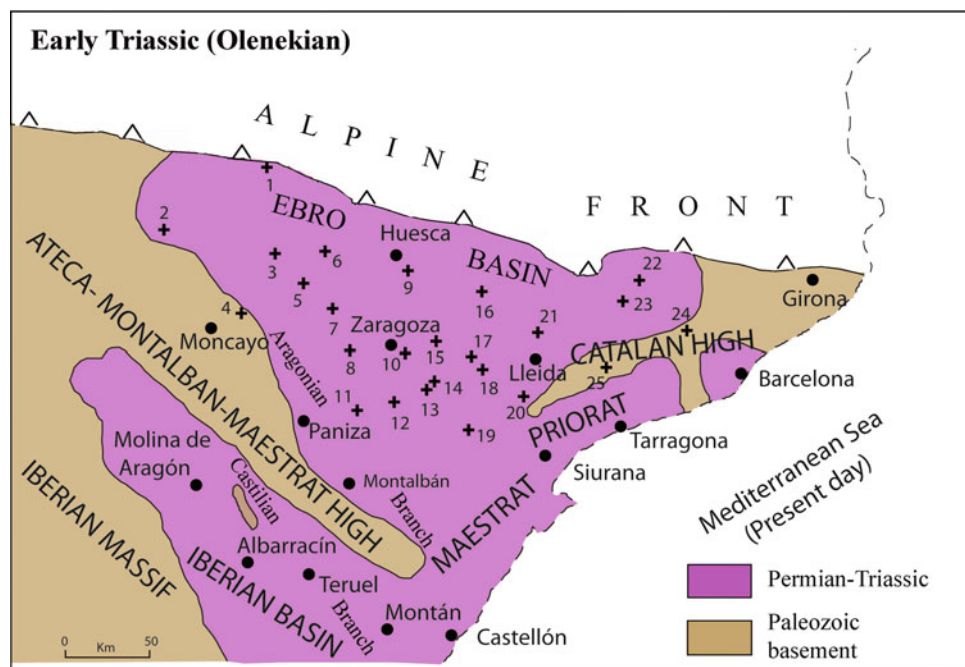 Early Triassic (Olenekian)
ALPINE
FRONT
1
EBRO
BASIN
2
3
6
Huesca
9
5
16
22
23
Girona
4
7
Moncayo
Zaragoza
8
10
15
17
21
24
Lleida
CATALAN HIGH
25
18
14
13
20
11
12
19
Barcelona
ATECA- MONTALBAN-MAESTRAT HIGH
Aragonian
Branch
Paniza
PRIORAT
Tarragona
Siurana
Molina de
Aragón
Montalbán
MAESTRAT
Mediterranean Sea
(Present day)
IBERIAN MASSIF
Castilian
Branch
Albarracín
IBERIAN BASIN
Teruel
Montán
Castellón
0 50
Km
Permian-Triassic
Paleozoic
basement